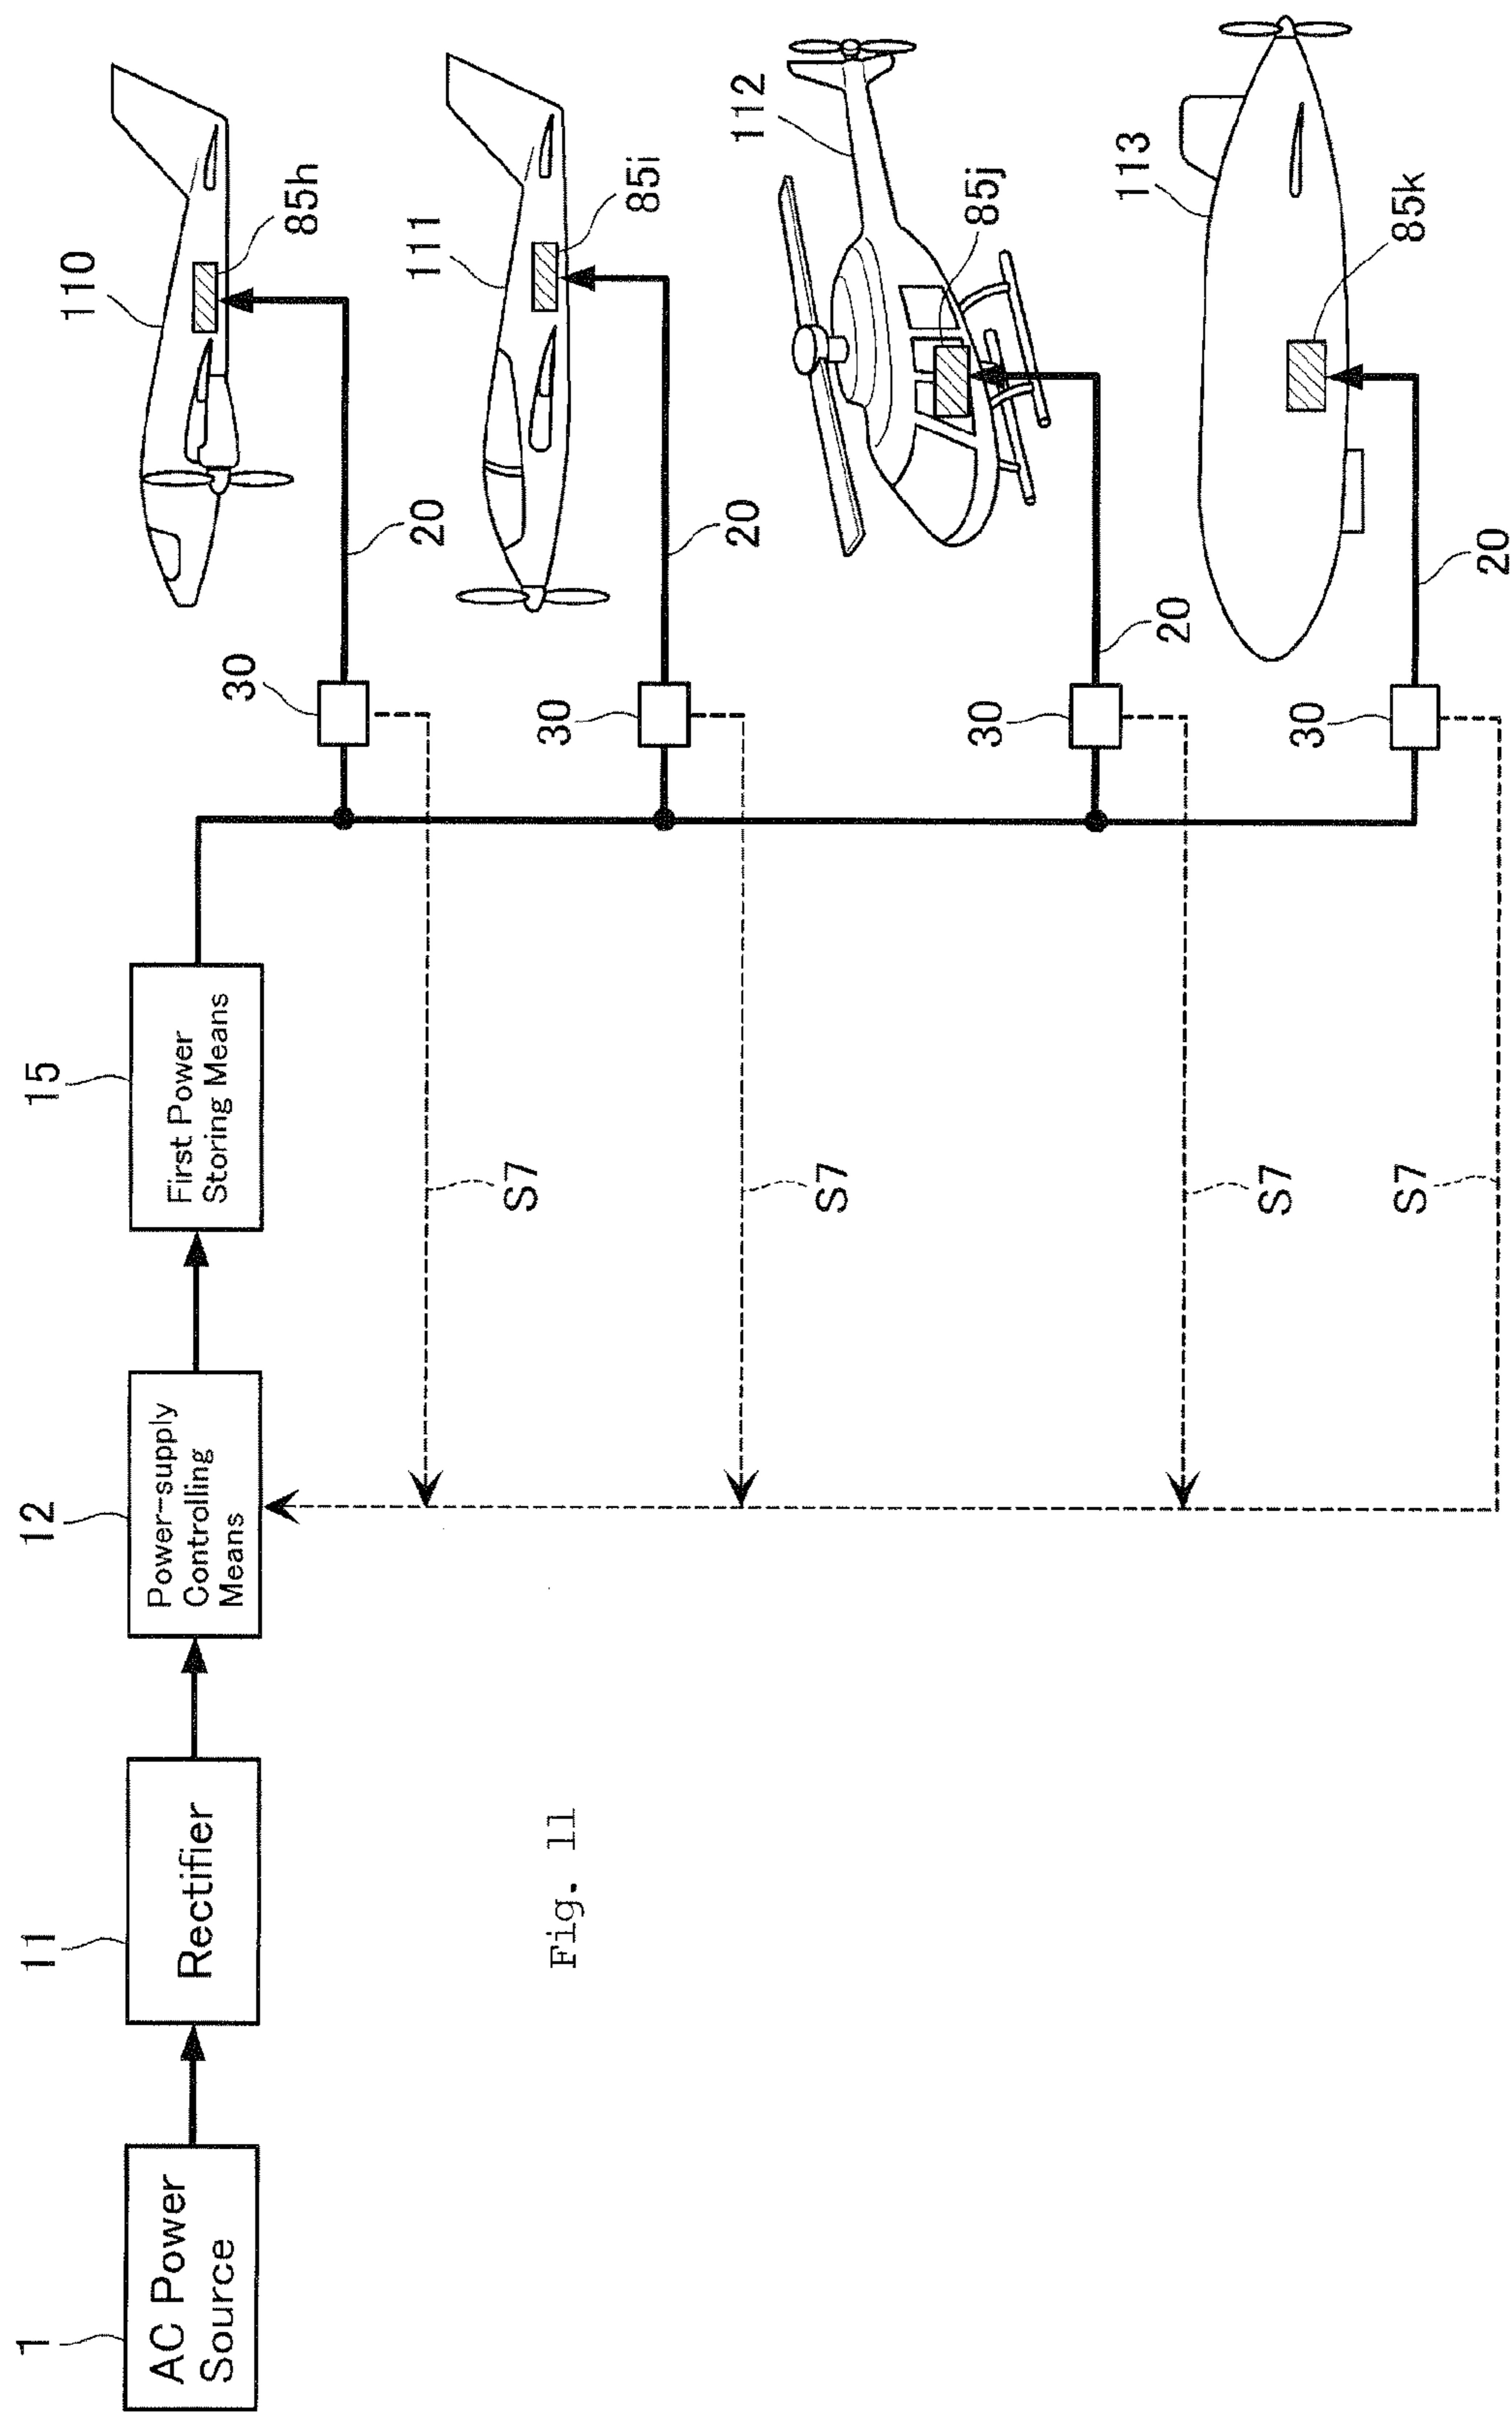 1
AC Power
Source
11
Rectifier
12
Power-supply
Controlling
Means
15
First Power
Storing Means
S7
S7
S7
S7
30
30
30
30
20
20
20
20
110
85h
111
85i
112
85j
113
85k
Fig. 11